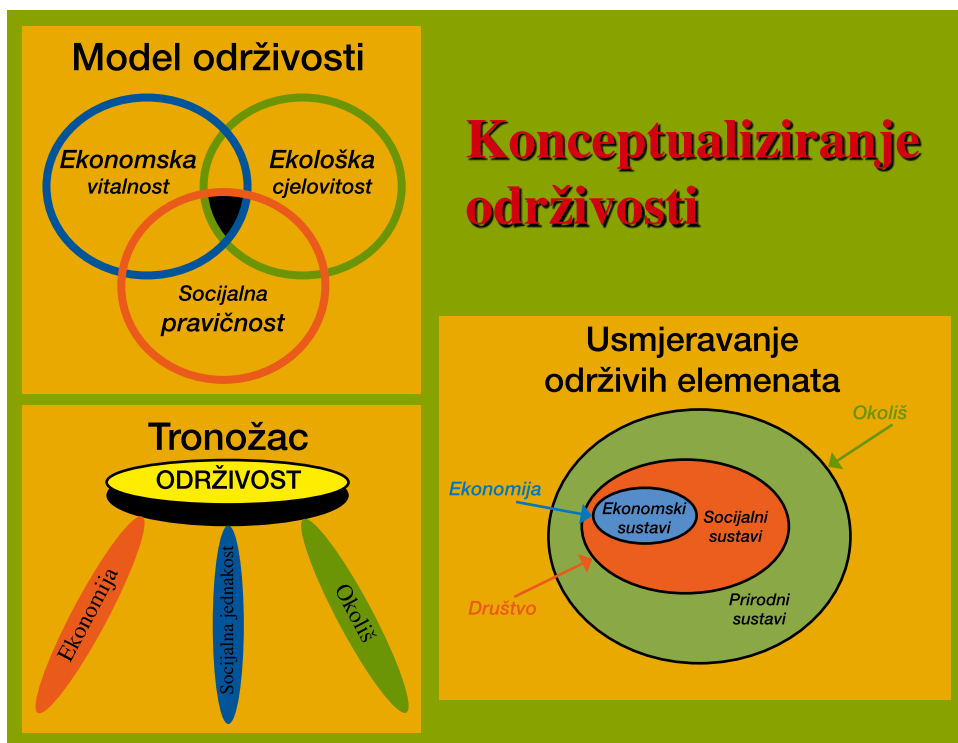 Model održivosti
Ekonomska
vitalnost
Ekološka
cjelovitost
Socijalna
pravičnost
Konceptualiziranje
održivosti
Tronožac
ODRŽIVOST
Ekonomija
Socijalna jednakost
Okoliš
Usmjeravanje
održivih elemenata
Okoliš
Ekonomija
Ekonomski
sustavi
Socijalni
sustavi
Društvo
Prirodni
sustavi